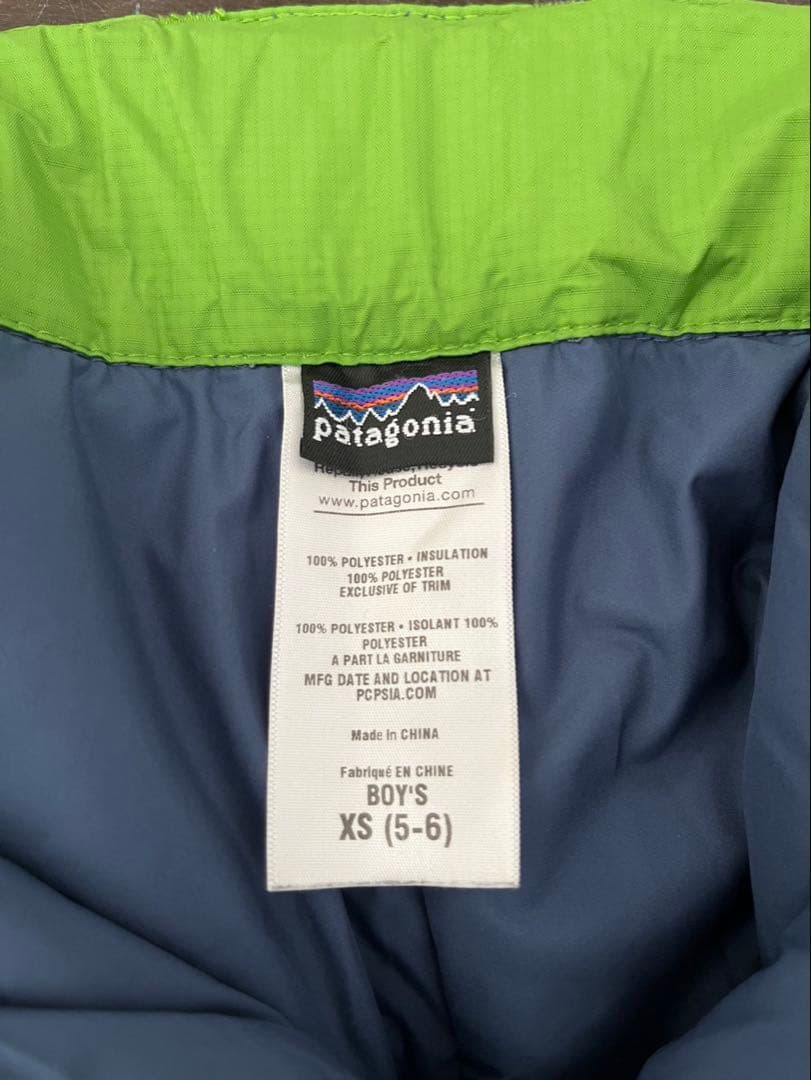 patagonia
This Product
www.patagonia.com
100% POLYESTER • INSULATION
100% POLYESTER
EXCLUSIVE OF TRIM
100% POLYESTER • ISOLANT 100%
POLYESTER
A PART LA GARNITURE
MFG DATE AND LOCATION AT
PCPSIA.COM
Made in CHINA
Fabriqué EN CHINE
BOY'S
XS (5-6)